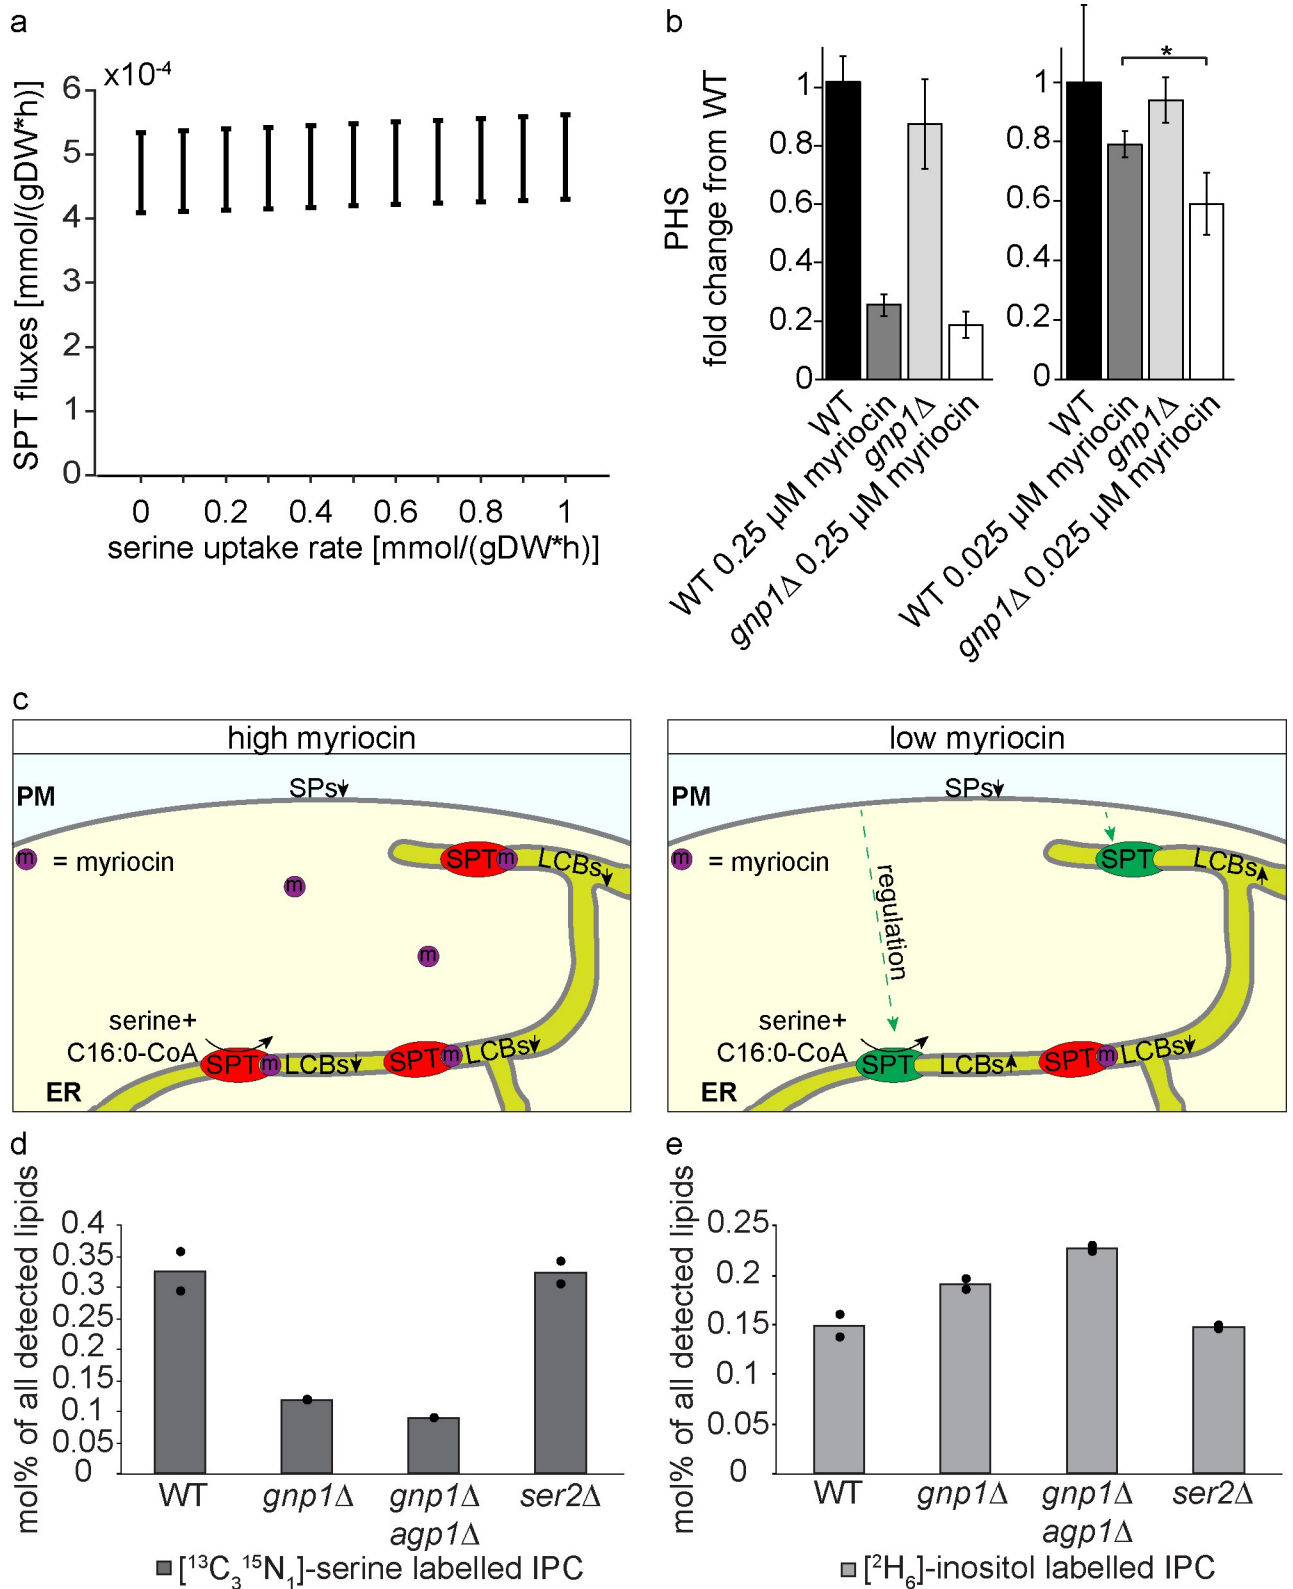 a
x10⁻⁴
SPT fluxes [mmol/(gDW*h)]
6
5
4
3
2
1
0
0 0.2 0.4 0.6 0.8 1
serine uptake rate [mmol/(gDW*h)]
b
PHS
fold change from WT
1
0.8
0.6
0.4
0.2
0
WT
WT 0.25 µM myriocin
gnp1Δ
gnp1Δ 0.25 µM myriocin
*
1
0.8
0.6
0.4
0.2
0
WT
WT 0.025 µM myriocin
gnp1Δ
gnp1Δ 0.025 µM myriocin
c
high myriocin
PM
SPs
m = myriocin
SPT m LCBs
m
m
serine+
C16:0-CoA
SPT m LCBs SPT m LCBs
ER
low myriocin
PM
SPs
m = myriocin
SPT LCBs
regulation
serine+
C16:0-CoA
SPT LCBs SPT m LCBs
ER
d
mol% of all detected lipids
0.4
0.35
0.3
0.25
0.2
0.15
0.1
0.05
0
WT gnp1Δ gnp1Δ ser2Δ
agp1Δ
[¹³C₃¹⁵N₁]-serine labelled IPC
e
mol% of all detected lipids
0.25
0.2
0.15
0.1
0.05
0
WT gnp1Δ gnp1Δ ser2Δ
agp1Δ
[²H₆]-inositol labelled IPC